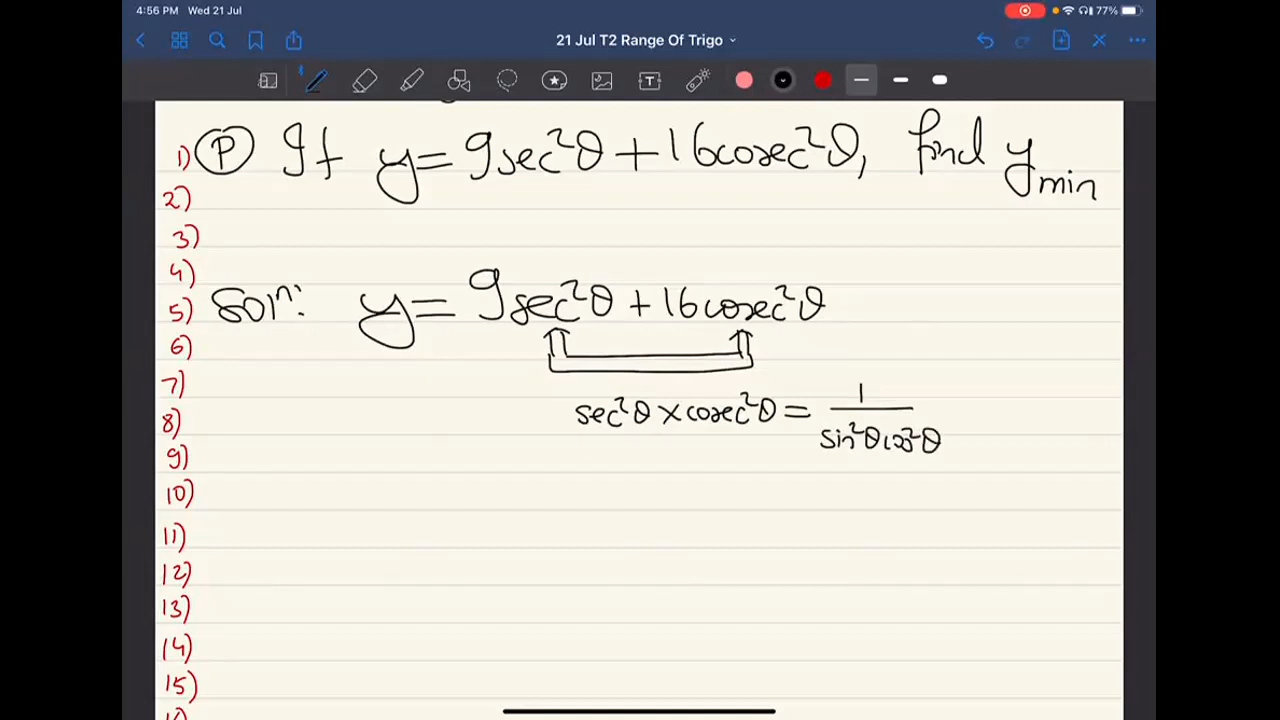 4:56 PM Wed 21 Jul
77%
21 Jul T2 Range Of Trigo
T
1) (P) If y = 9sec²θ + 16cosec²θ, find y_min
2)
3)
4)
5) Solⁿ: y = 9sec²θ + 16cosec²θ
6)
7)
8) sec²θ × cosec²θ = 1/(sin²θcos²θ)
9)
10)
11)
12)
13)
14)
15)